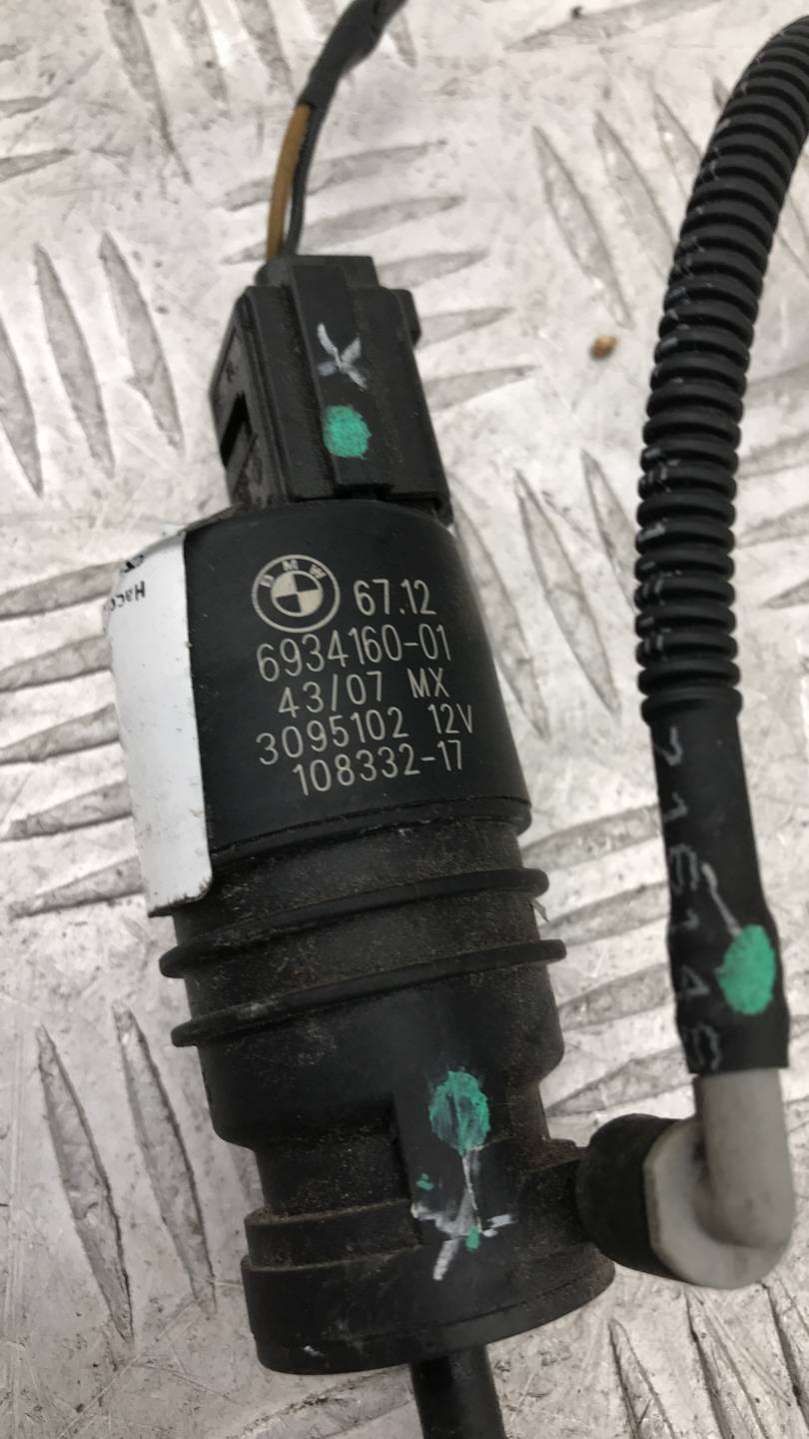 BMW 67.12
6934160-01
43/07 MX
3095102 12V
108332-17